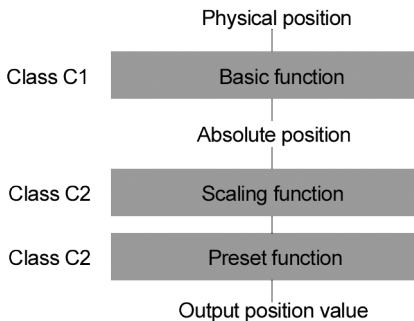 Physical position
Class C1 Basic function
Absolute position
Class C2 Scaling function
Class C2 Preset function
Output position value